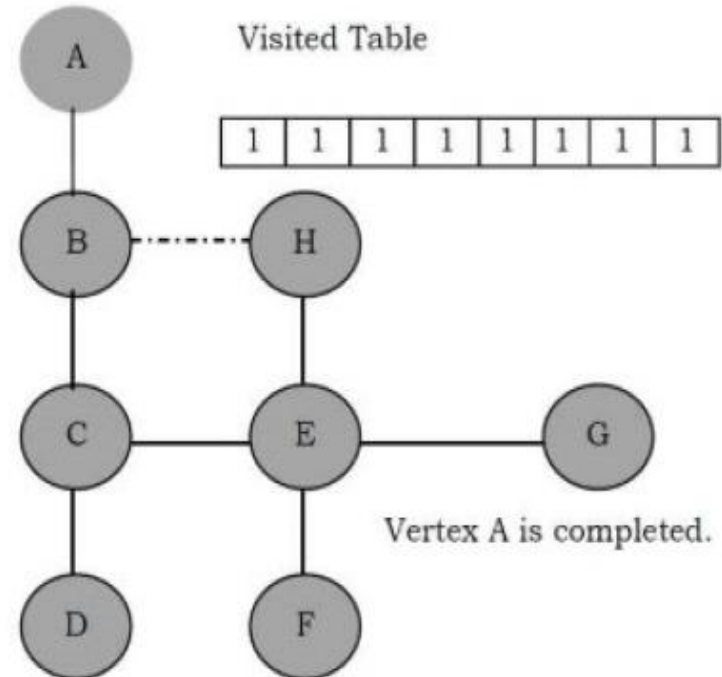 A
Visited Table
1 1 1 1 1 1 1 1
B H
C E G
Vertex A is completed.
D F